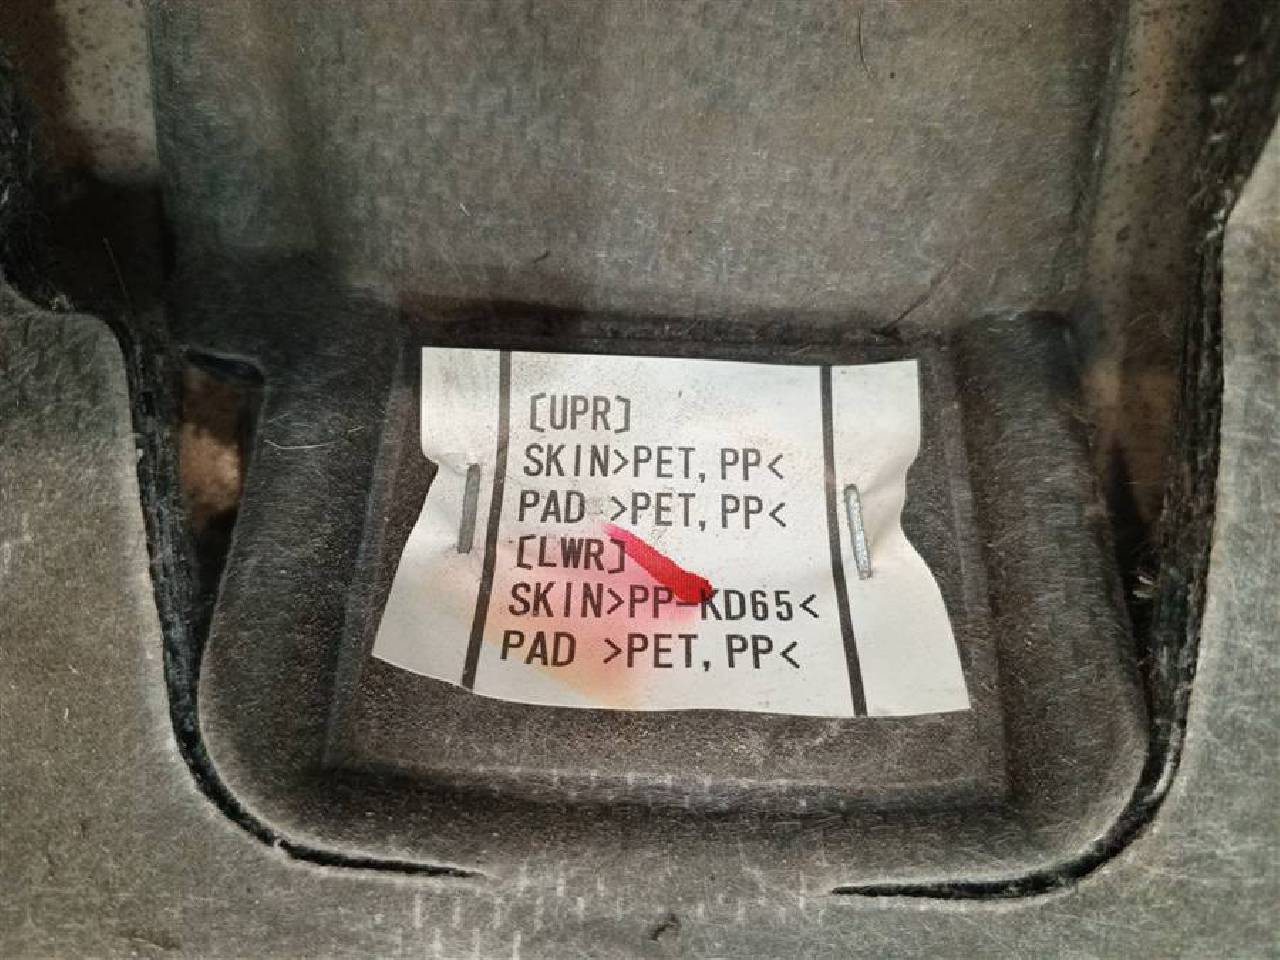 [UPR]
SKIN>PET, PP<
PAD >PET, PP<
[LWR]
SKIN>PP-KD65<
PAD >PET, PP<